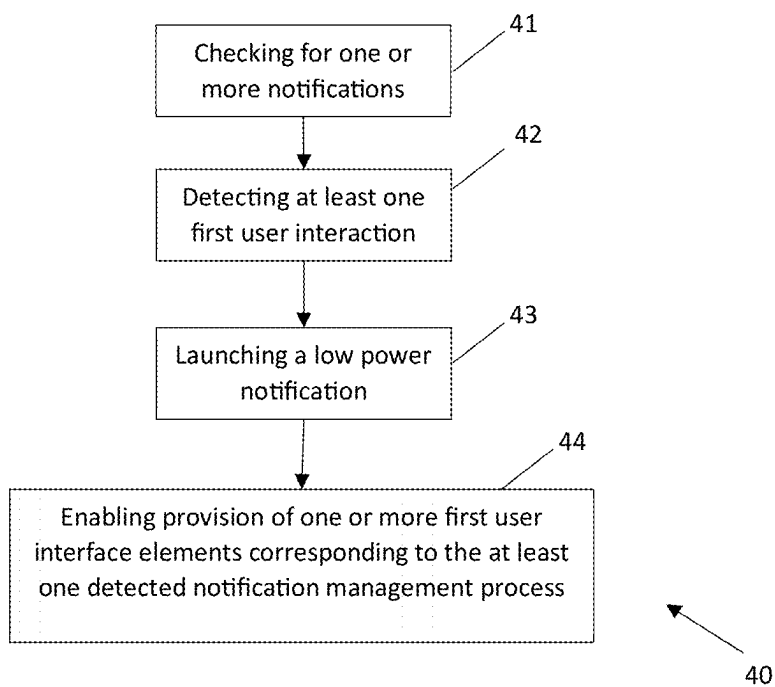 41
Checking for one or
more notifications
42
Detecting at least one
first user interaction
43
Launching a low power
notification
44
Enabling provision of one or more first user
interface elements corresponding to the at least
one detected notification management process
40